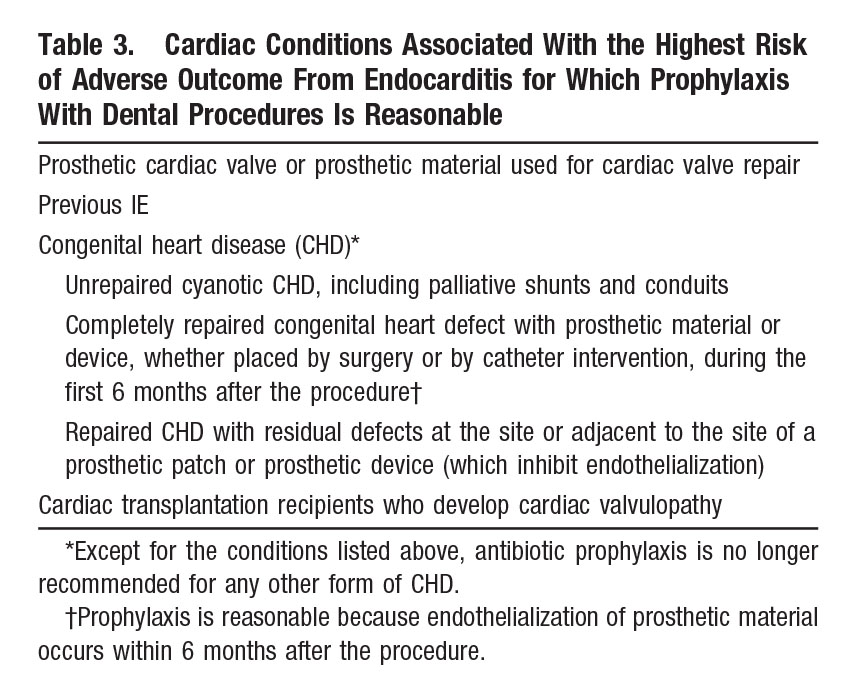 Table 3. Cardiac Conditions Associated With the Highest Risk
of Adverse Outcome From Endocarditis for Which Prophylaxis
With Dental Procedures Is Reasonable
Prosthetic cardiac valve or prosthetic material used for cardiac valve repair
Previous IE
Congenital heart disease (CHD)*
Unrepaired cyanotic CHD, including palliative shunts and conduits
Completely repaired congenital heart defect with prosthetic material or
device, whether placed by surgery or by catheter intervention, during the
first 6 months after the procedure†
Repaired CHD with residual defects at the site or adjacent to the site of a
prosthetic patch or prosthetic device (which inhibit endothelialization)
Cardiac transplantation recipients who develop cardiac valvulopathy
*Except for the conditions listed above, antibiotic prophylaxis is no longer
recommended for any other form of CHD.
†Prophylaxis is reasonable because endothelialization of prosthetic material
occurs within 6 months after the procedure.